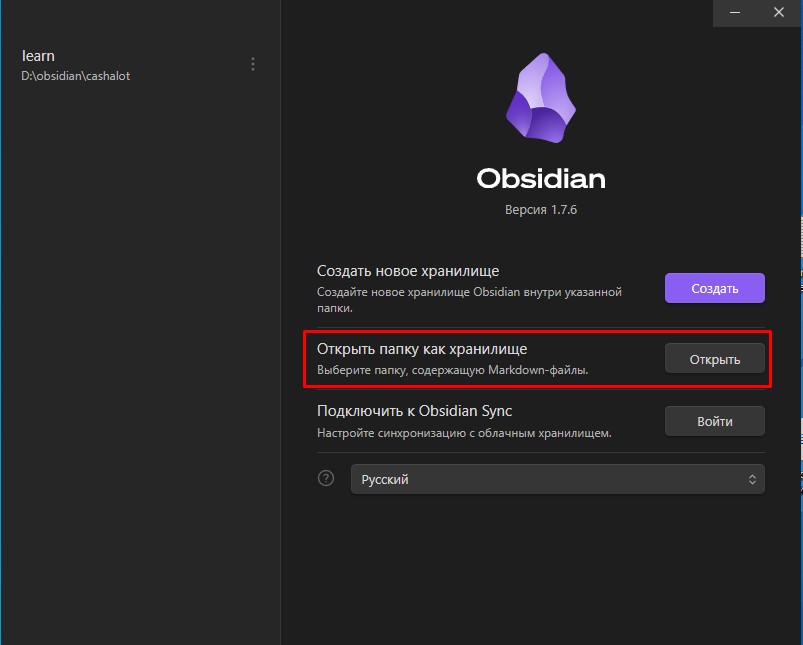 learn
D:\obsidian\cashalot
Obsidian
Версия 1.7.6
Создать новое хранилище
Создайте новое хранилище Obsidian внутри указанной
папки.
Создать
Открыть папку как хранилище
Выберите папку, содержащую Markdown-файлы.
Открыть
Подключить к Obsidian Sync
Настройте синхронизацию с облачным хранилищем.
Войти
?
Русский